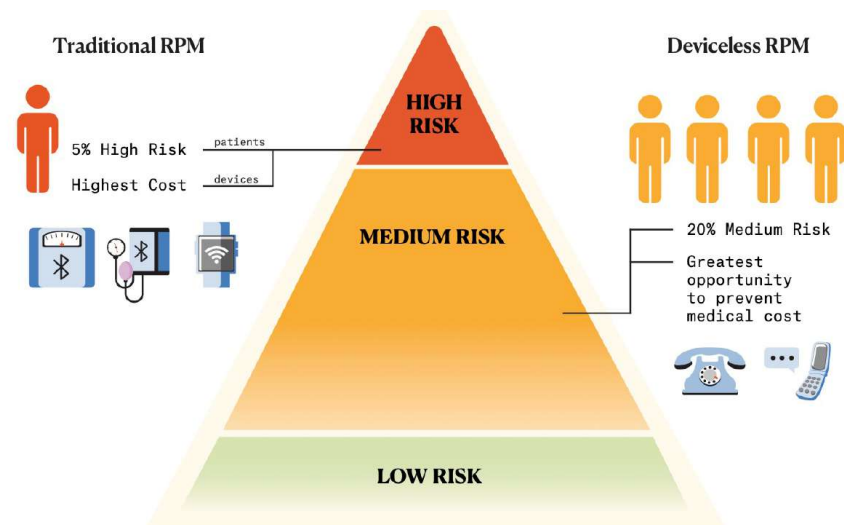 Traditional RPM
Deviceless RPM
HIGH
RISK
5% High Risk
patients
Highest Cost
devices
MEDIUM RISK
20% Medium Risk
Greatest
opportunity
to prevent
medical cost
LOW RISK